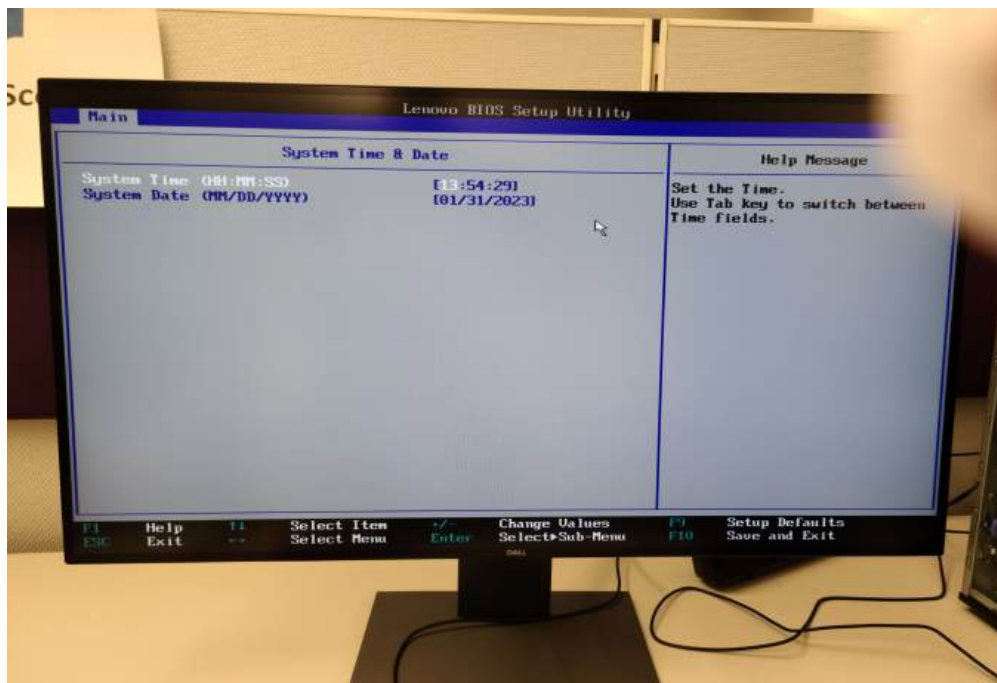 Sc
Lenovo BIOS Setup Utility
Main
System Time & Date
Help Message
System Time (HH:MM:SS) [13:54:29]
System Date (MM/DD/YYYY) [01/31/2023]
Set the Time.
Use Tab key to switch between
Time fields.
F1 Help ↑↓ Select Item +/- Change Values F9 Setup Defaults
ESC Exit ↔ Select Menu Enter Select▶Sub-Menu F10 Save and Exit
DELL